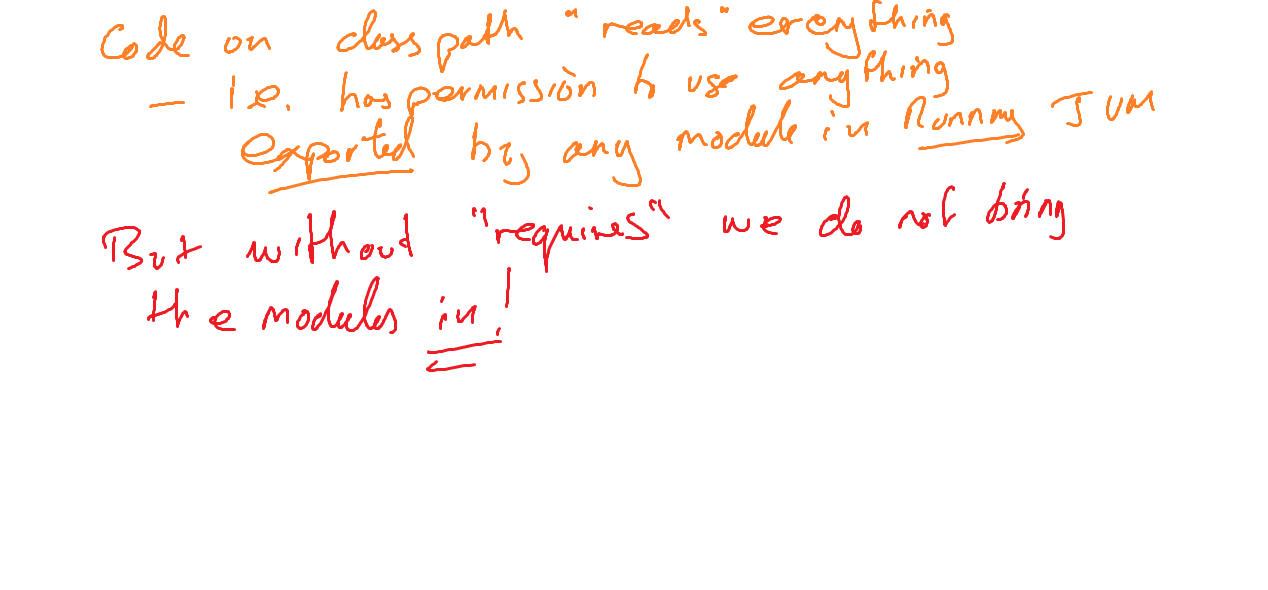 Code on classpath "reads" everything
- I.e. has permission to use anything
exported by any module in Running JVM
But without "requires" we do not bring
the modules in!